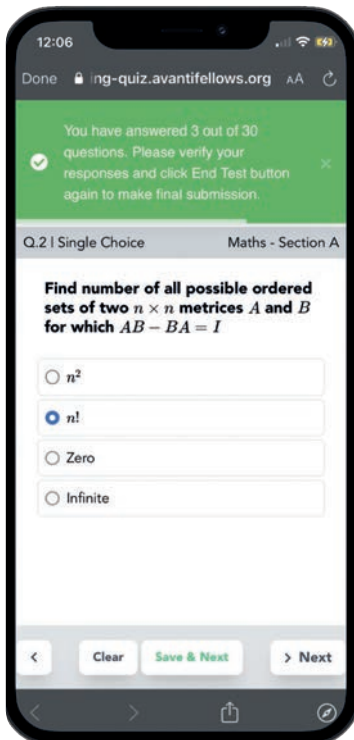 12:06
Done ing-quiz.avantifellows.org AA
You have answered 3 out of 30
questions. Please verify your
responses and click End Test button
again to make final submission.
×
Q.2 | Single Choice Maths - Section A
Find number of all possible ordered
sets of two n × n metrices A and B
for which AB − BA = I
n²
n!
Zero
Infinite
< Clear Save & Next > Next